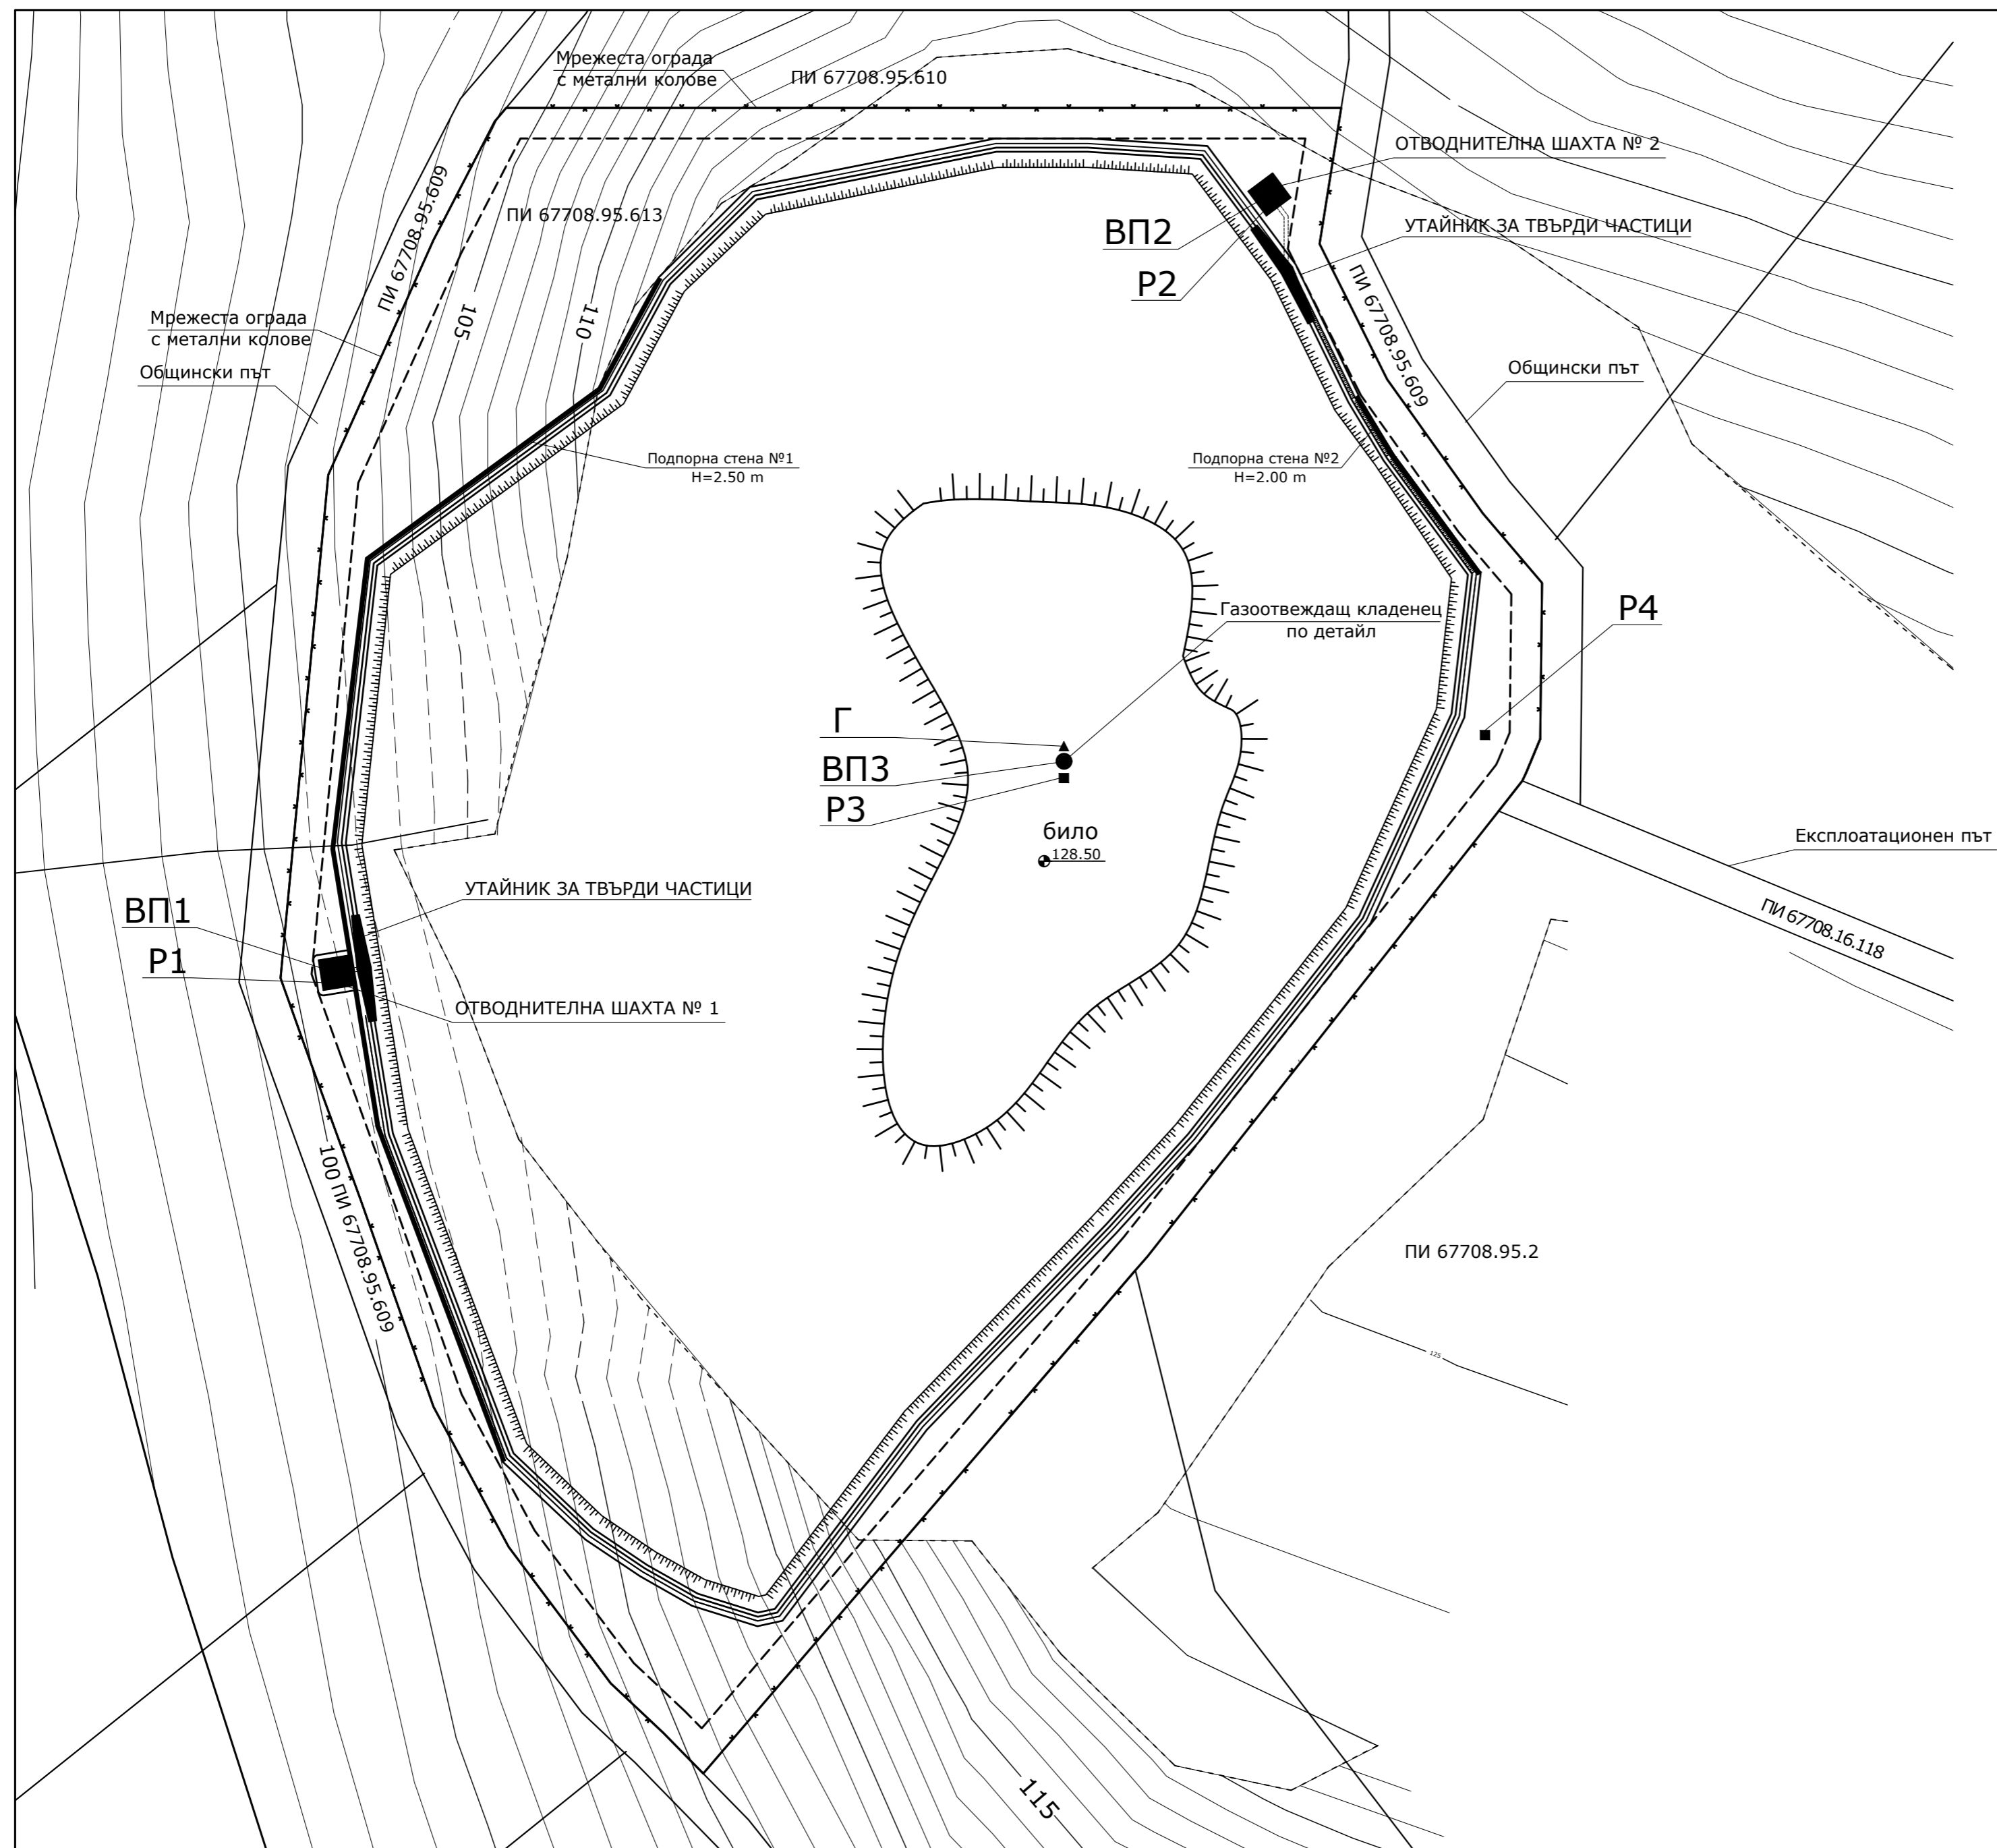 Мрежеста ограда
с метални колове
ПИ 67708.95.610
ОТВОДНИТЕЛНА ШАХТА № 2
ПИ 67708.95.609
ПИ 67708.95.613
ВП2
УТАЙНИК ЗА ТВЪРДИ ЧАСТИЦИ
Р2
Мрежеста ограда
с метални колове
105
110
ПИ 67708.95.609
Общински път
Общински път
Подпорна стена №1
H=2.50 m
Подпорна стена №2
H=2.00 m
Газоотвеждащ кладенец
по детайл
Р4
Г
ВП3
Р3
било
128.50
Експлоатационен път
УТАЙНИК ЗА ТВЪРДИ ЧАСТИЦИ
ВП1
ПИ 67708.16.118
Р1
ОТВОДНИТЕЛНА ШАХТА № 1
100
ПИ 67708.95.609
ПИ 67708.95.2
125
115